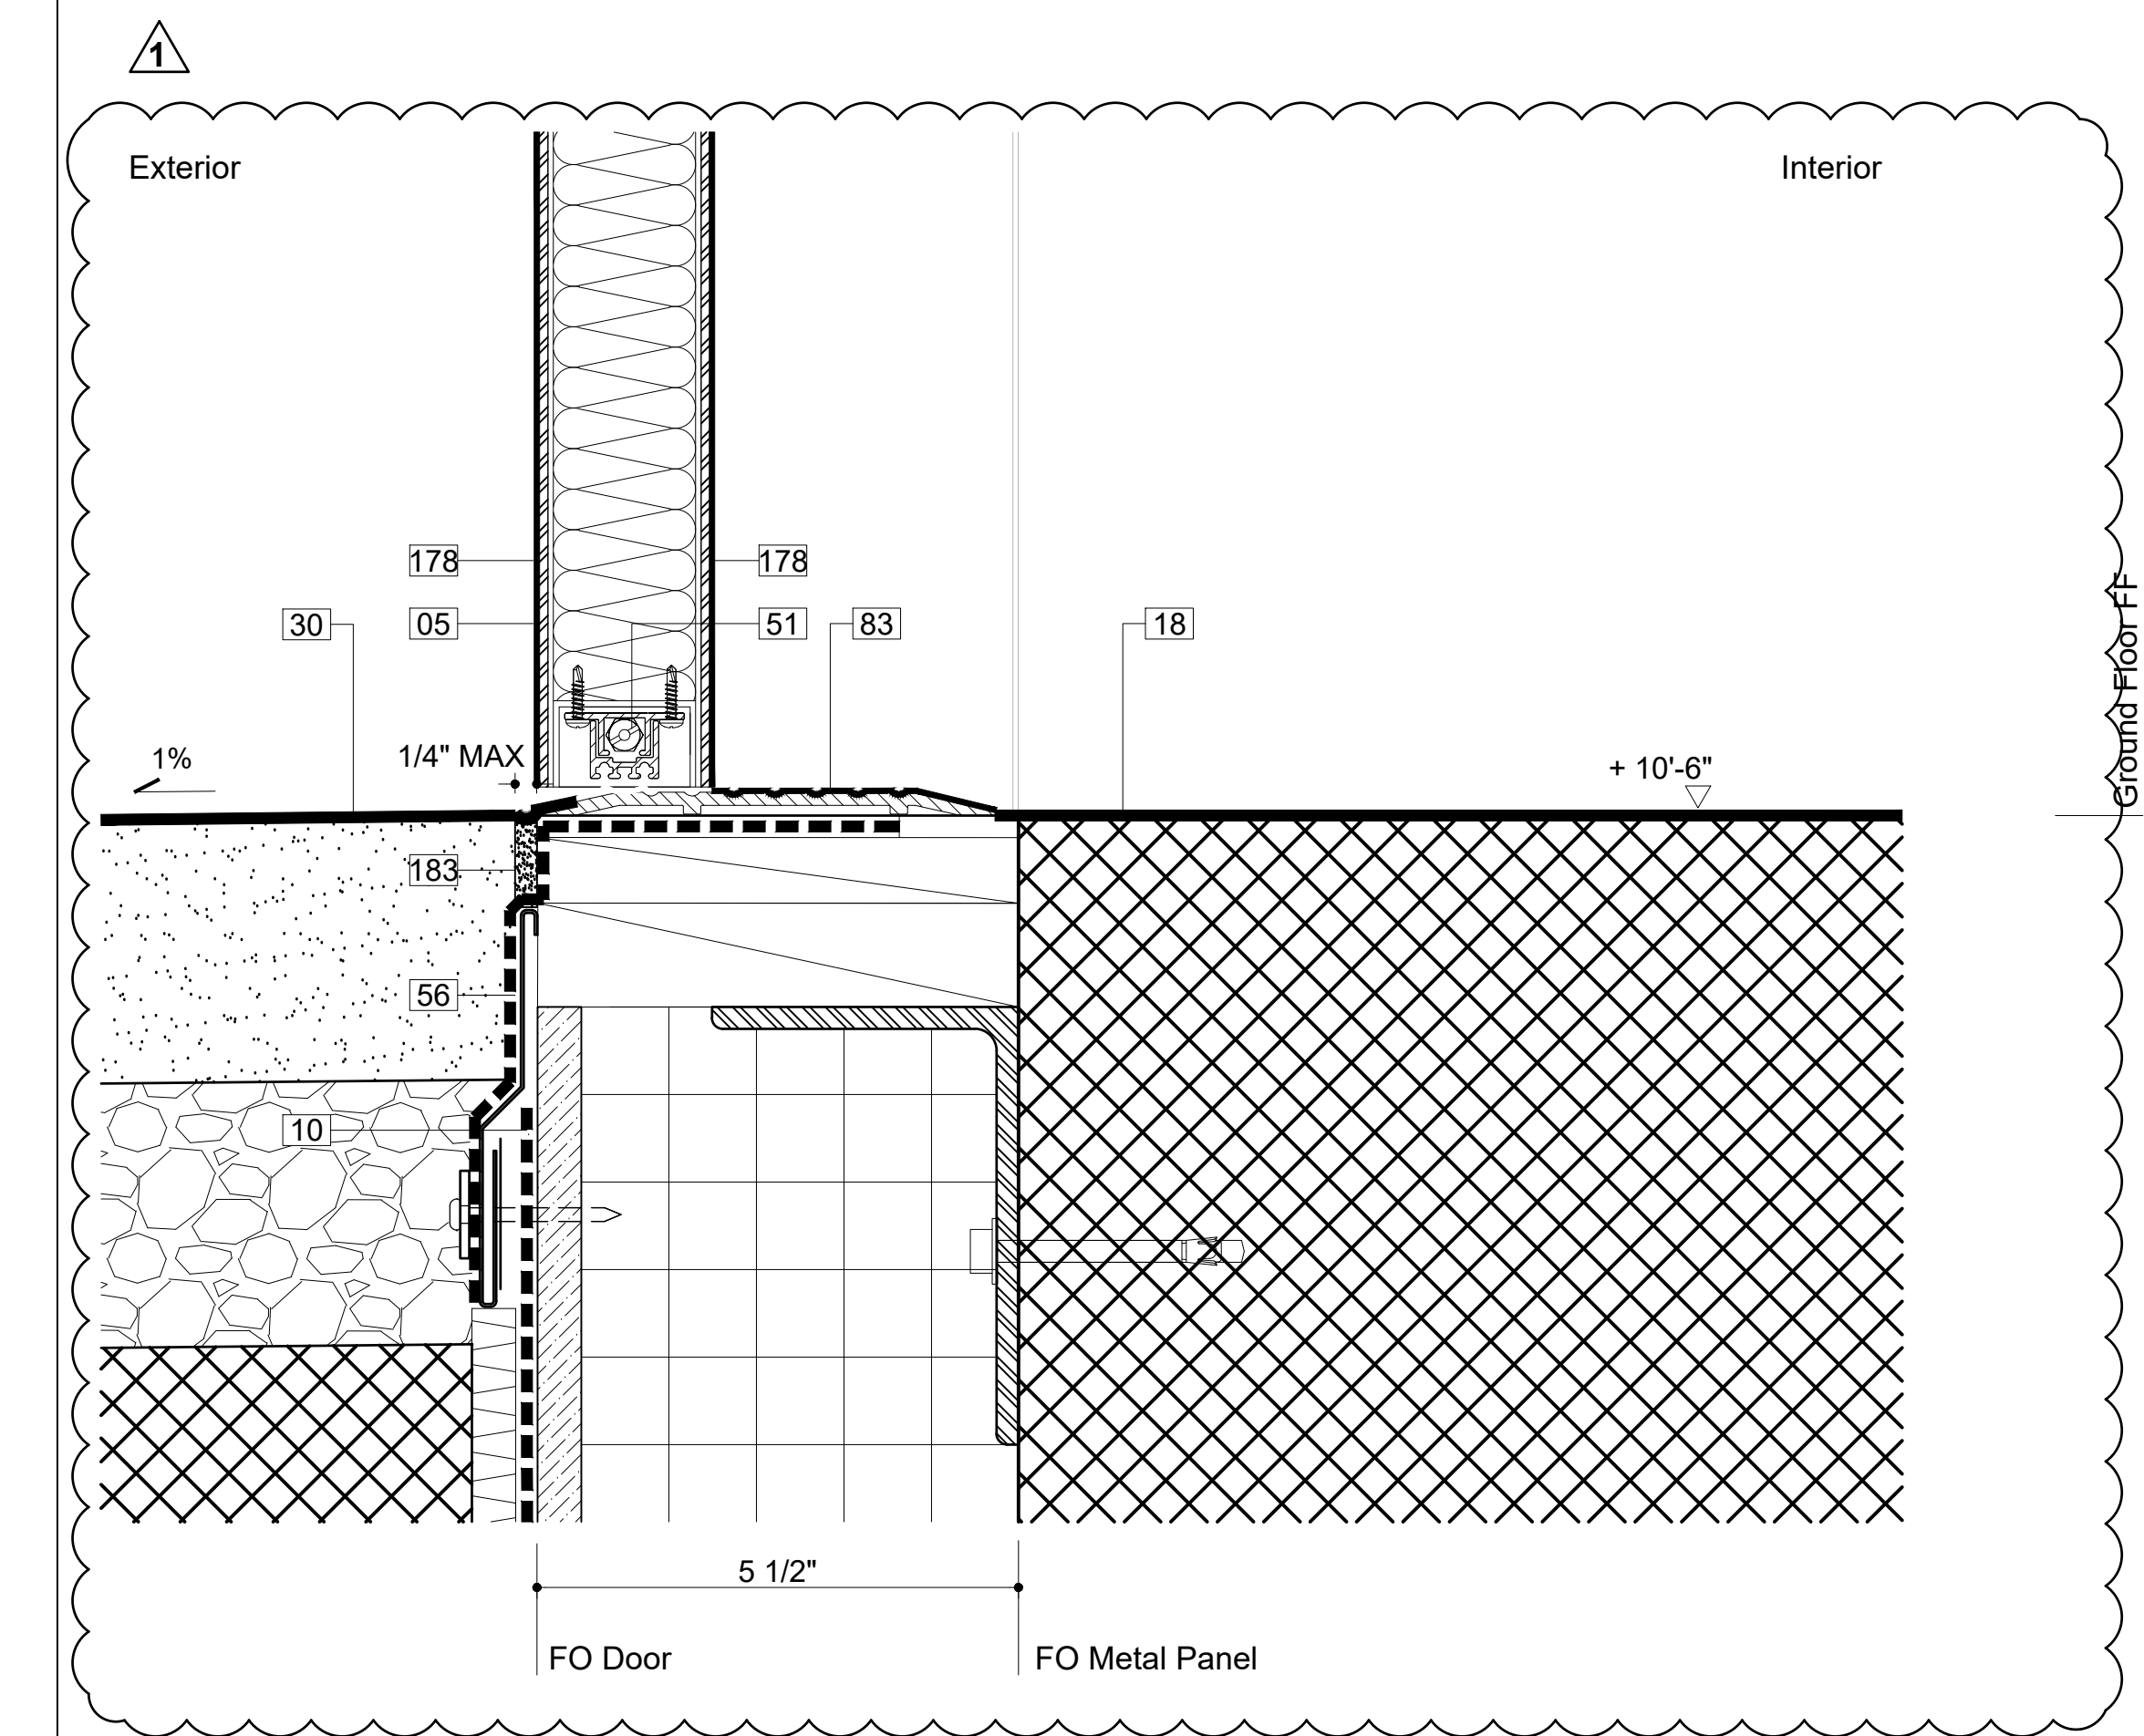 1
Exterior
Interior
178
178
30
05
51
83
18
Ground Floor FF
1%
1/4" MAX
+ 10'-6"
183
56
10
5 1/2"
FO Door
FO Metal Panel